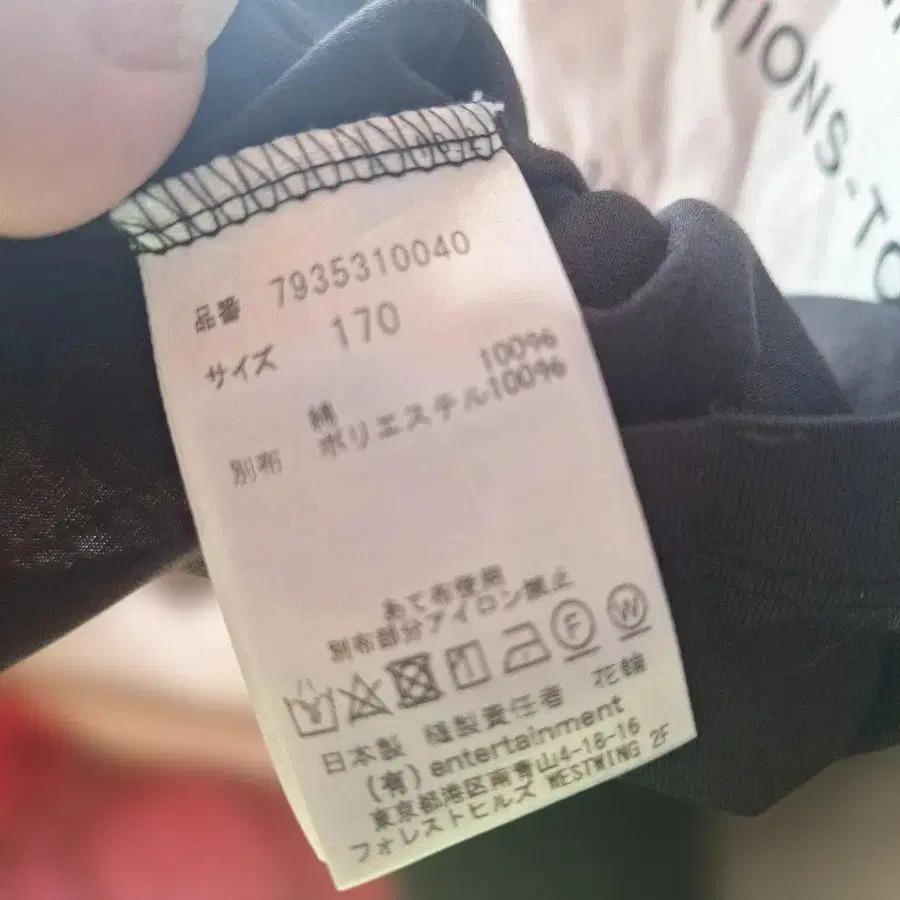 TIONS-TO
品番 7935310040
サイズ 170
綿 100%
別布 ポリエステル100%
あて布使用
別布部分アイロン禁止
F W
日本製 縫製責任者 花輪
(有)entertainment
東京都港区南青山4-18-16
フォレストヒルズ WESTWING 2F